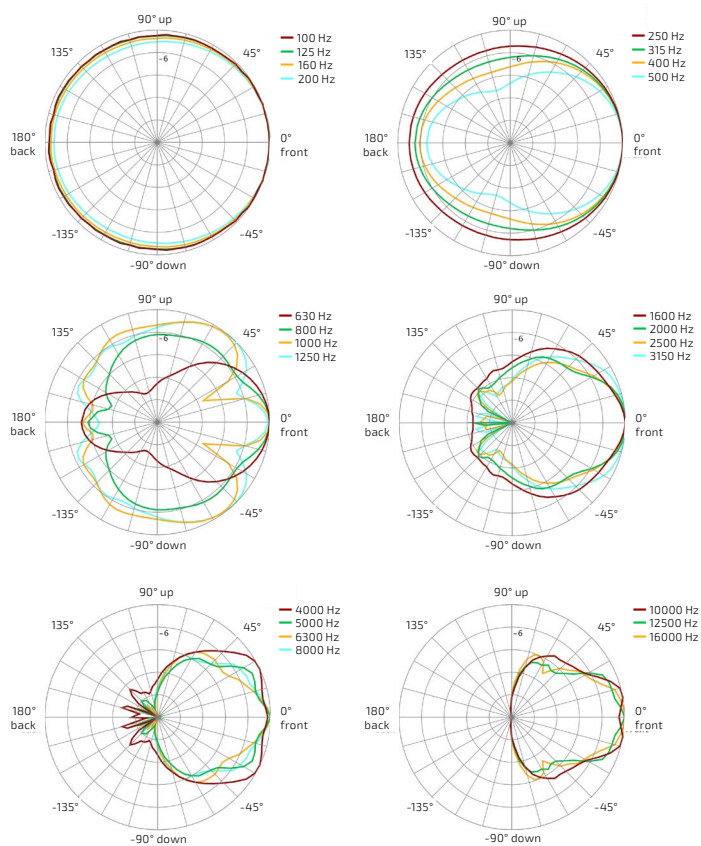 90° up
100 Hz
125 Hz
160 Hz
200 Hz
135°
45°
-6
180°
back
0°
front
-135°
-45°
-90° down
90° up
250 Hz
315 Hz
400 Hz
500 Hz
135°
45°
-6
180°
back
0°
front
-135°
-45°
-90° down
90° up
630 Hz
800 Hz
1000 Hz
1250 Hz
135°
45°
-6
180°
back
0°
front
-135°
-45°
-90° down
90° up
1600 Hz
2000 Hz
2500 Hz
3150 Hz
135°
45°
-6
180°
back
0°
front
-135°
-45°
-90° down
90° up
4000 Hz
5000 Hz
6300 Hz
8000 Hz
135°
45°
-6
180°
back
0°
front
-135°
-45°
-90° down
90° up
10000 Hz
12500 Hz
16000 Hz
135°
45°
-6
180°
back
0°
front
-135°
-45°
-90° down